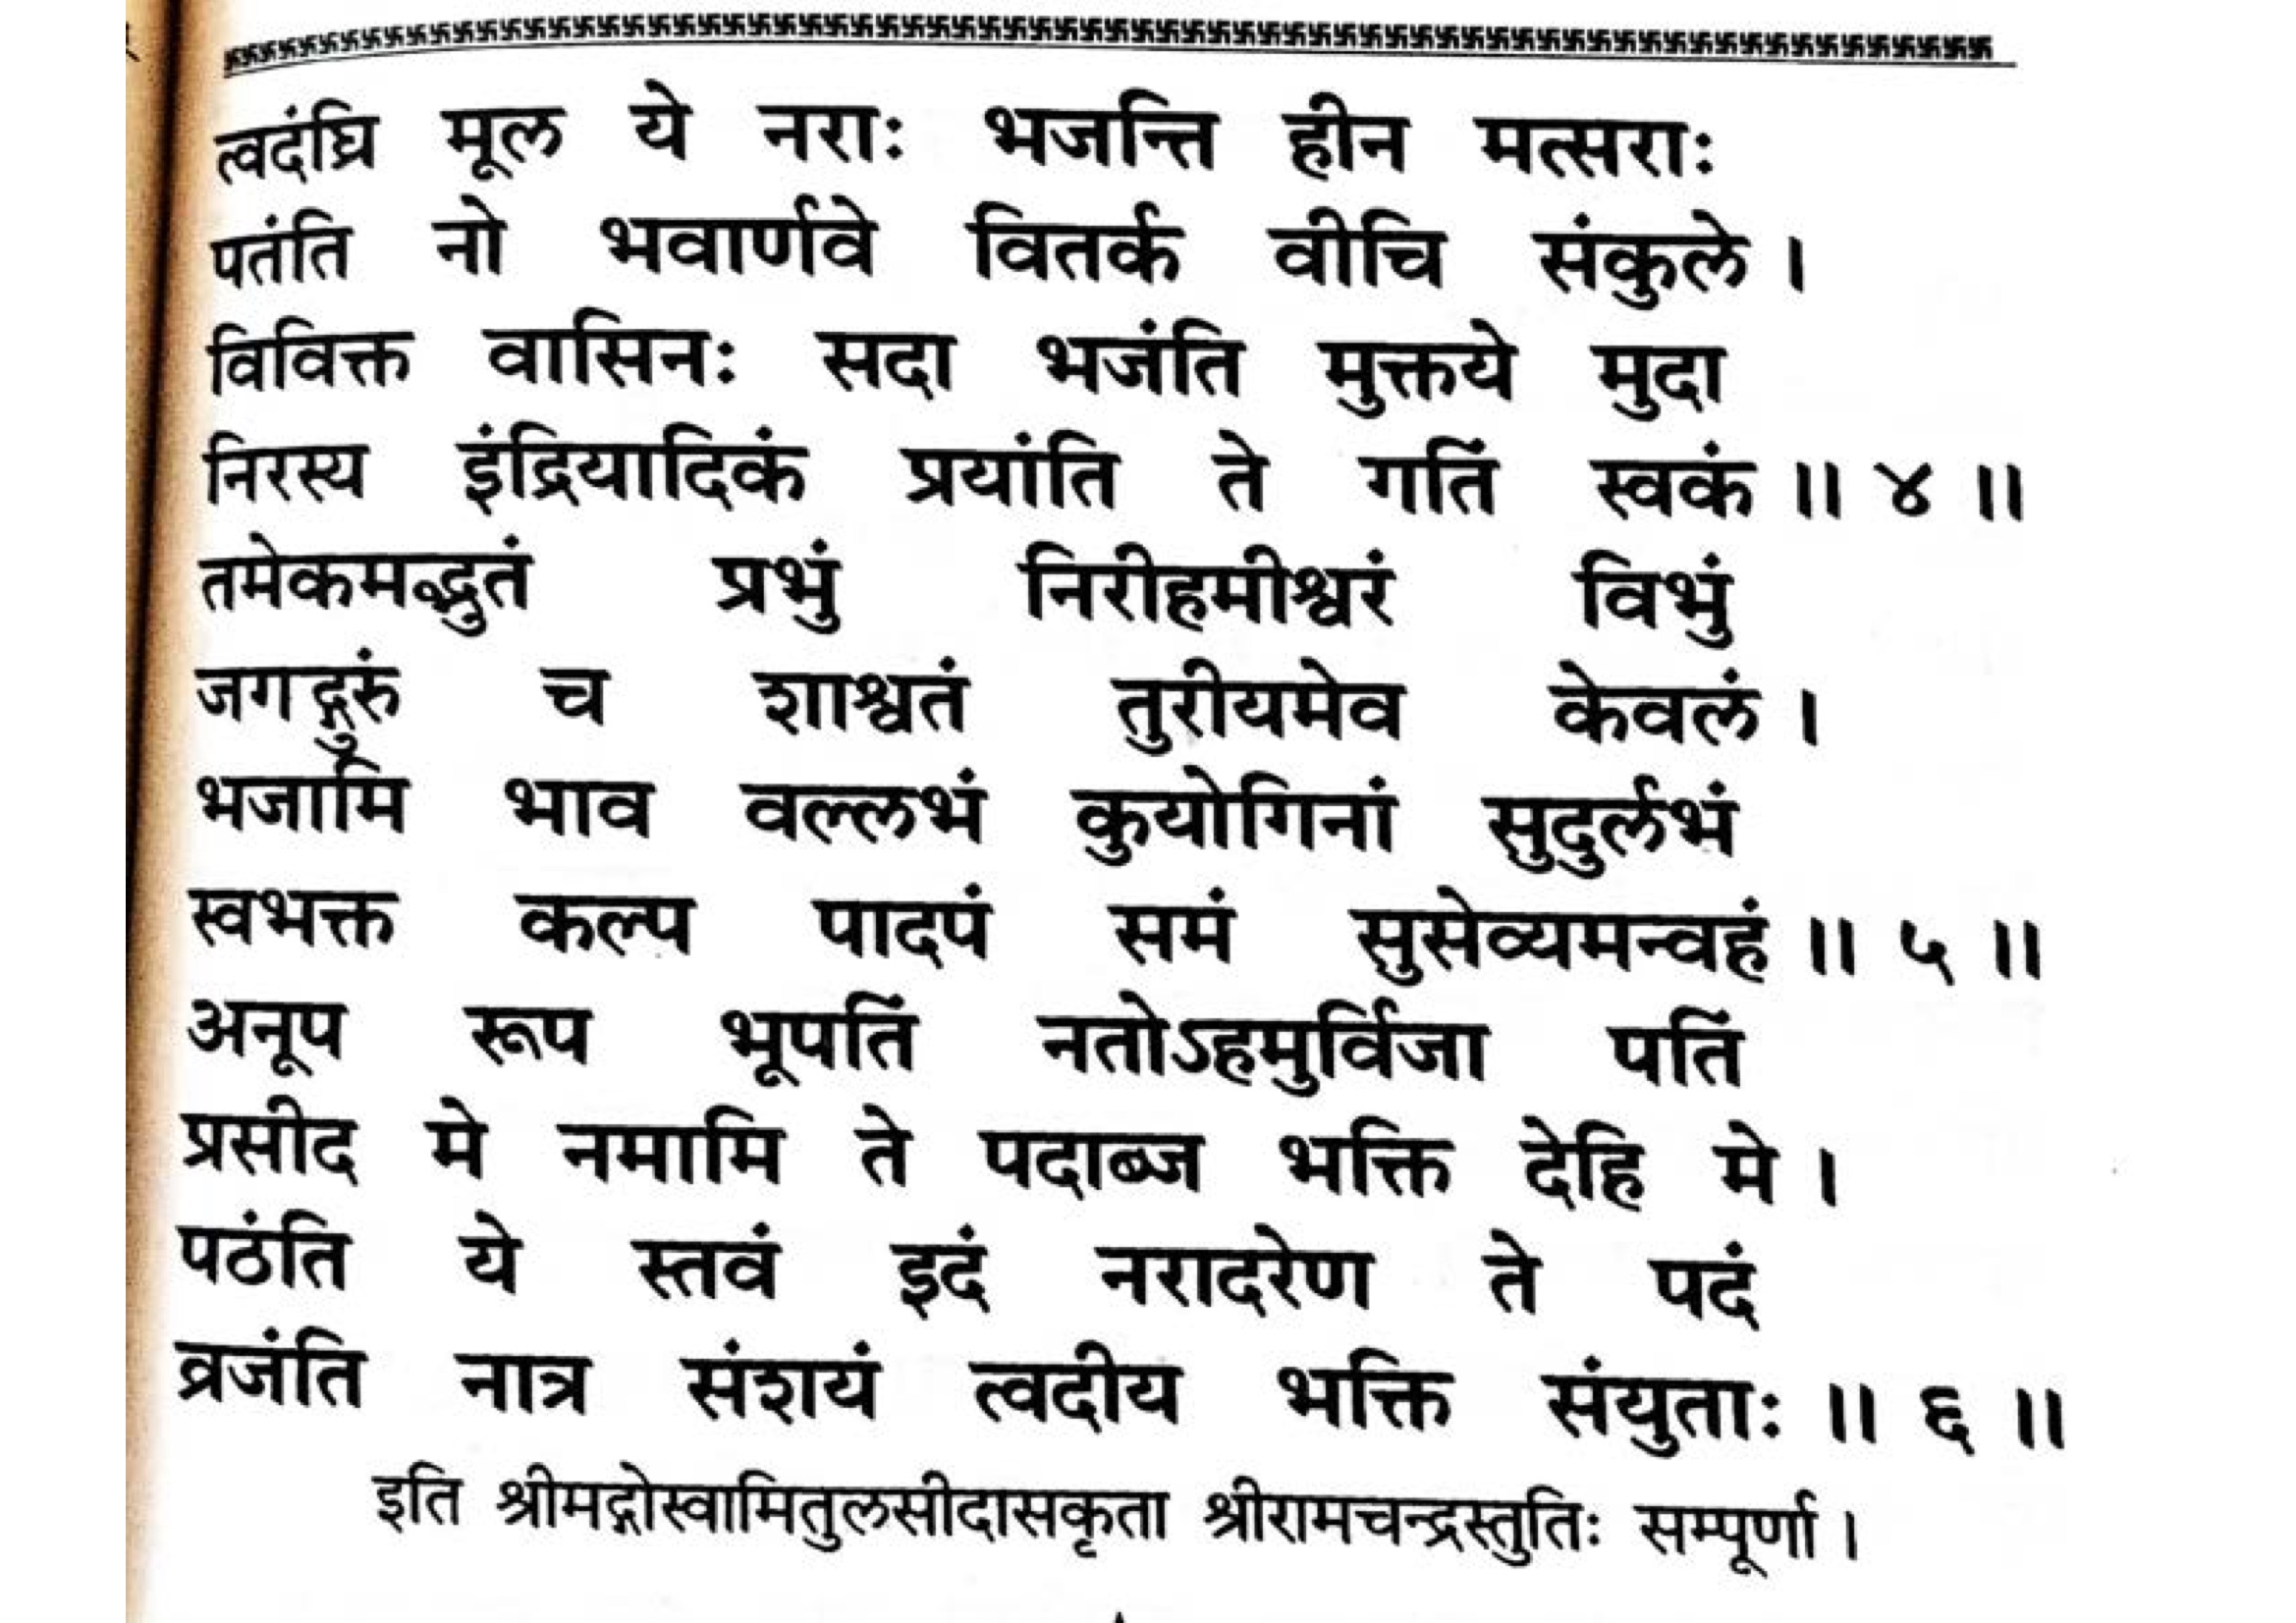 त्वदंघ्रि मूल ये नराः भजन्ति हीन मत्सराः
पतंति नो भवार्णवे वितर्क वीचि संकुले ।
विविक्त वासिनः सदा भजंति मुक्तये मुदा
निरस्य इंद्रियादिकं प्रयांति ते गतिं स्वकं ॥ ४ ॥
तमेकमद्भुतं प्रभुं निरीहमीश्वरं विभुं
जगद्गुरुं च शाश्वतं तुरीयमेव केवलं ।
भजामि भाव वल्लभं कुयोगिनां सुदुर्लभं
स्वभक्त कल्प पादपं समं सुसेव्यमन्वहं ॥ ५ ॥
अनूप रूप भूपतिं नतोऽहमुर्विजा पतिं
प्रसीद मे नमामि ते पदाब्ज भक्ति देहि मे ।
पठंति ये स्तवं इदं नरादरेण ते पदं
व्रजंति नात्र संशयं त्वदीय भक्ति संयुताः ॥ ६ ॥
इति श्रीमद्गोस्वामितुलसीदासकृता श्रीरामचन्द्रस्तुतिः सम्पूर्णा ।